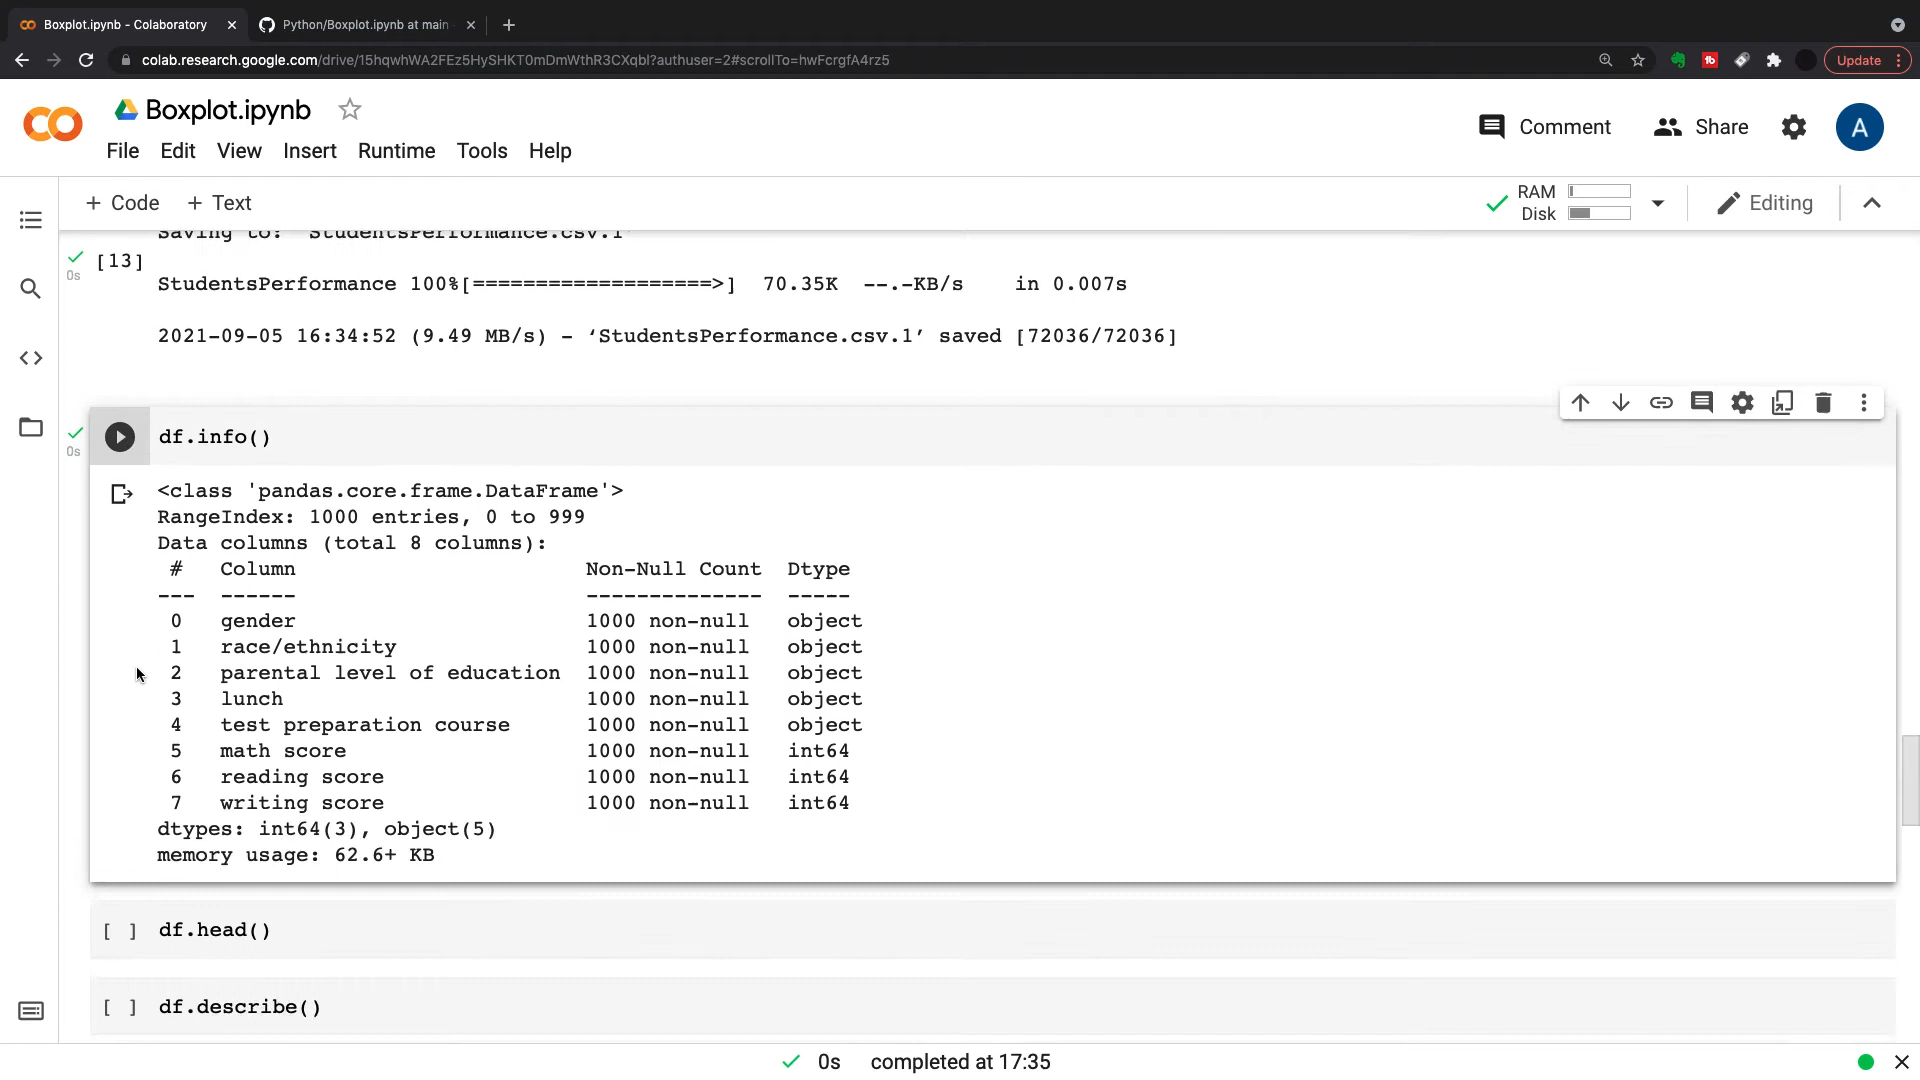 Boxplot.ipynb - Colaboratory
Python/Boxplot.ipynb at main
colab.research.google.com/drive/15hqwhWA2FEz5HySHKT0mDmWthR3CXqbl?authuser=2#scrollTo=hwFcrgfA4rz5
Update
Boxplot.ipynb
File Edit View Insert Runtime Tools Help
Comment
Share
A
+ Code + Text
RAM
Disk
Editing
Saving to: ‘StudentsPerformance.csv.1’
0s
[13]
StudentsPerformance 100%[===================>] 70.35K --.-KB/s in 0.007s
2021-09-05 16:34:52 (9.49 MB/s) - ‘StudentsPerformance.csv.1’ saved [72036/72036]
0s
df.info()
<class 'pandas.core.frame.DataFrame'>
RangeIndex: 1000 entries, 0 to 999
Data columns (total 8 columns):
# Column Non-Null Count Dtype
--- ------ -------------- -----
0 gender 1000 non-null object
1 race/ethnicity 1000 non-null object
2 parental level of education 1000 non-null object
3 lunch 1000 non-null object
4 test preparation course 1000 non-null object
5 math score 1000 non-null int64
6 reading score 1000 non-null int64
7 writing score 1000 non-null int64
dtypes: int64(3), object(5)
memory usage: 62.6+ KB
[ ] df.head()
[ ] df.describe()
0s completed at 17:35